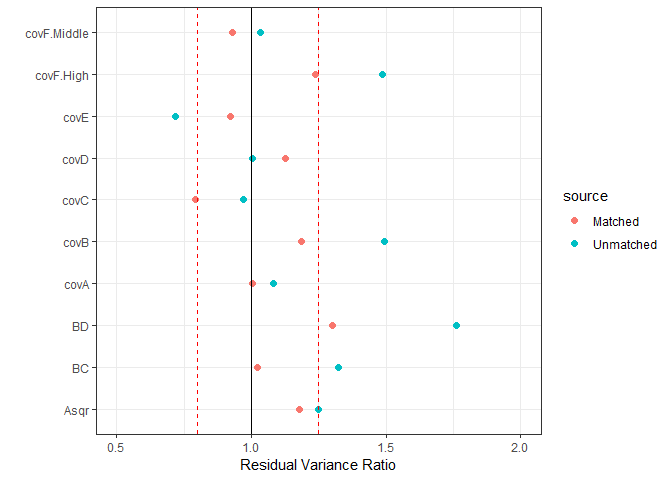 covF.Middle
covF.High
covE
covD
covC
covB
covA
BD
BC
Asqr
0.5 1.0 1.5 2.0
Residual Variance Ratio
source
Matched
Unmatched